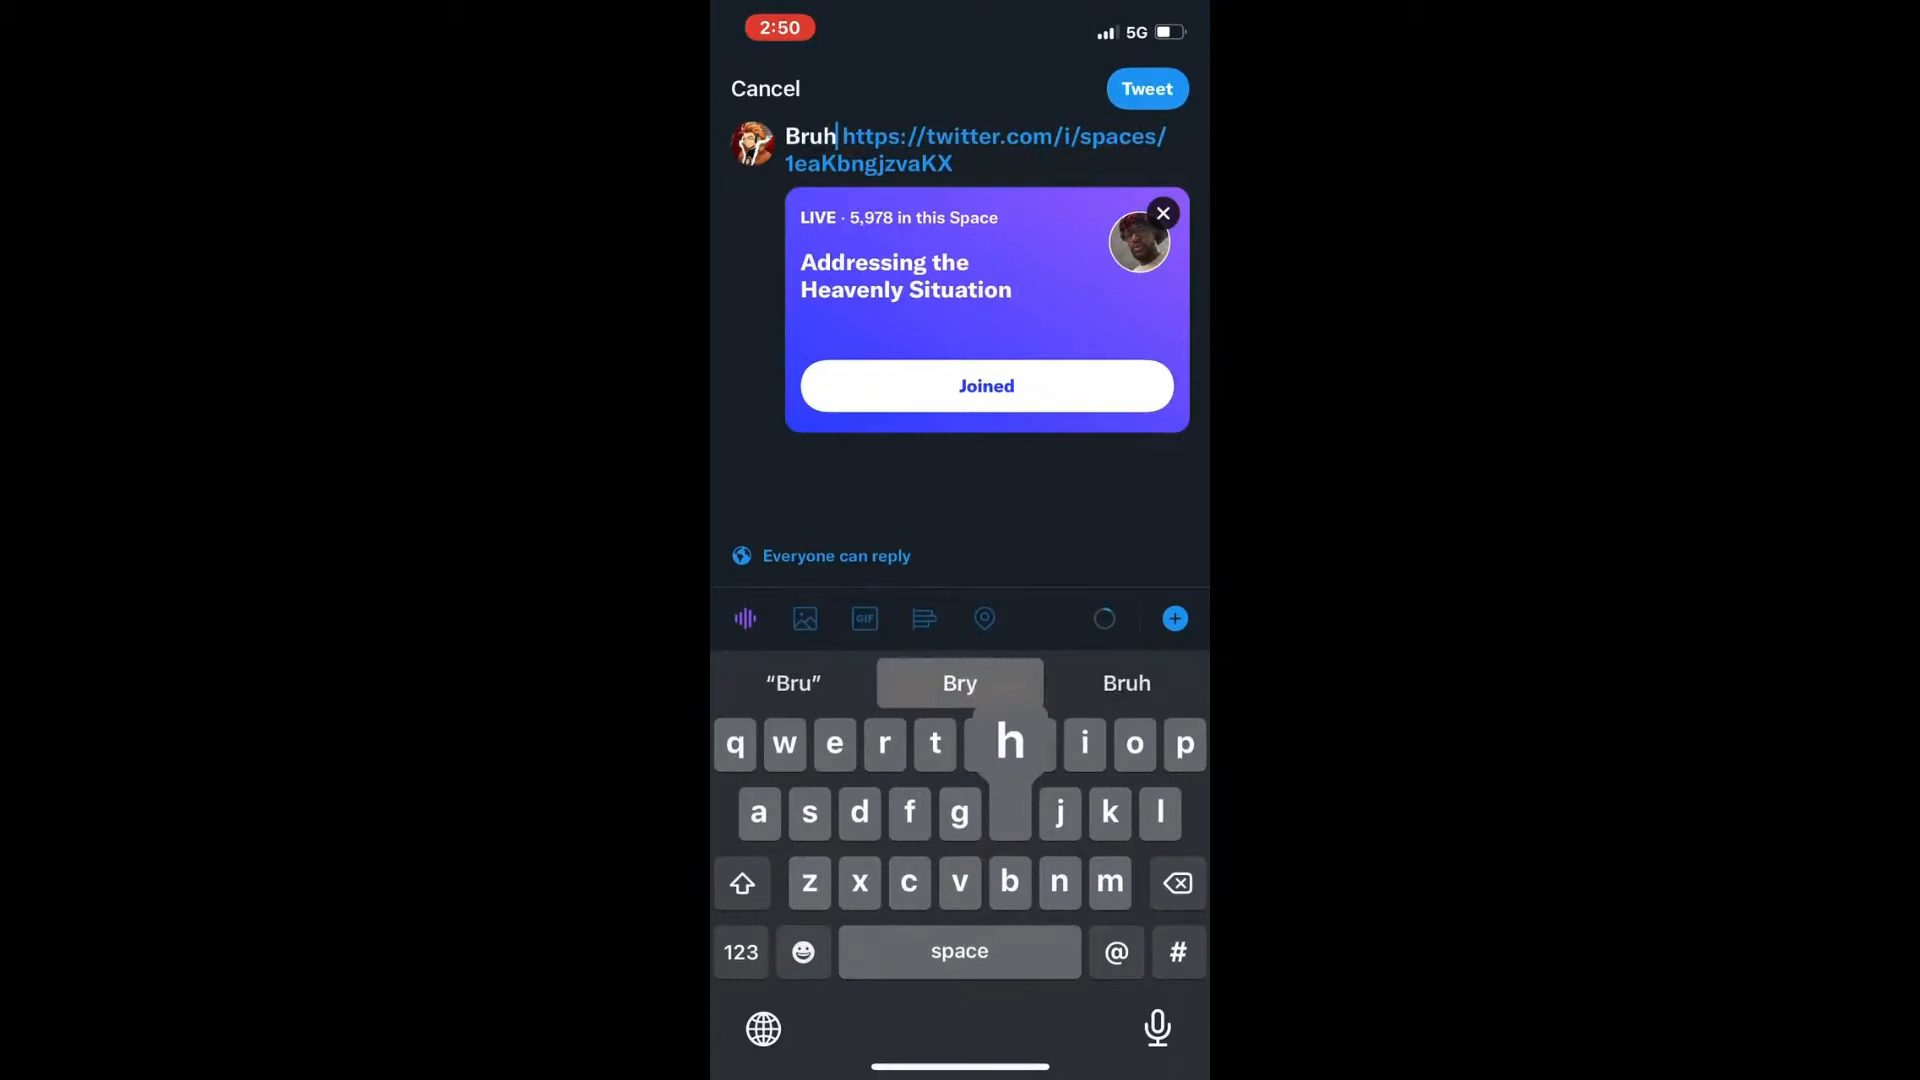 2:50
5G
Cancel
Tweet
Bruh https://twitter.com/i/spaces/
1eaKbngjzvaKX
LIVE · 5,978 in this Space
Addressing the
Heavenly Situation
Joined
Everyone can reply
GIF
“Bru” Bry Bruh
q w e r t h i o p
a s d f g j k l
z x c v b n m
123 space @ #